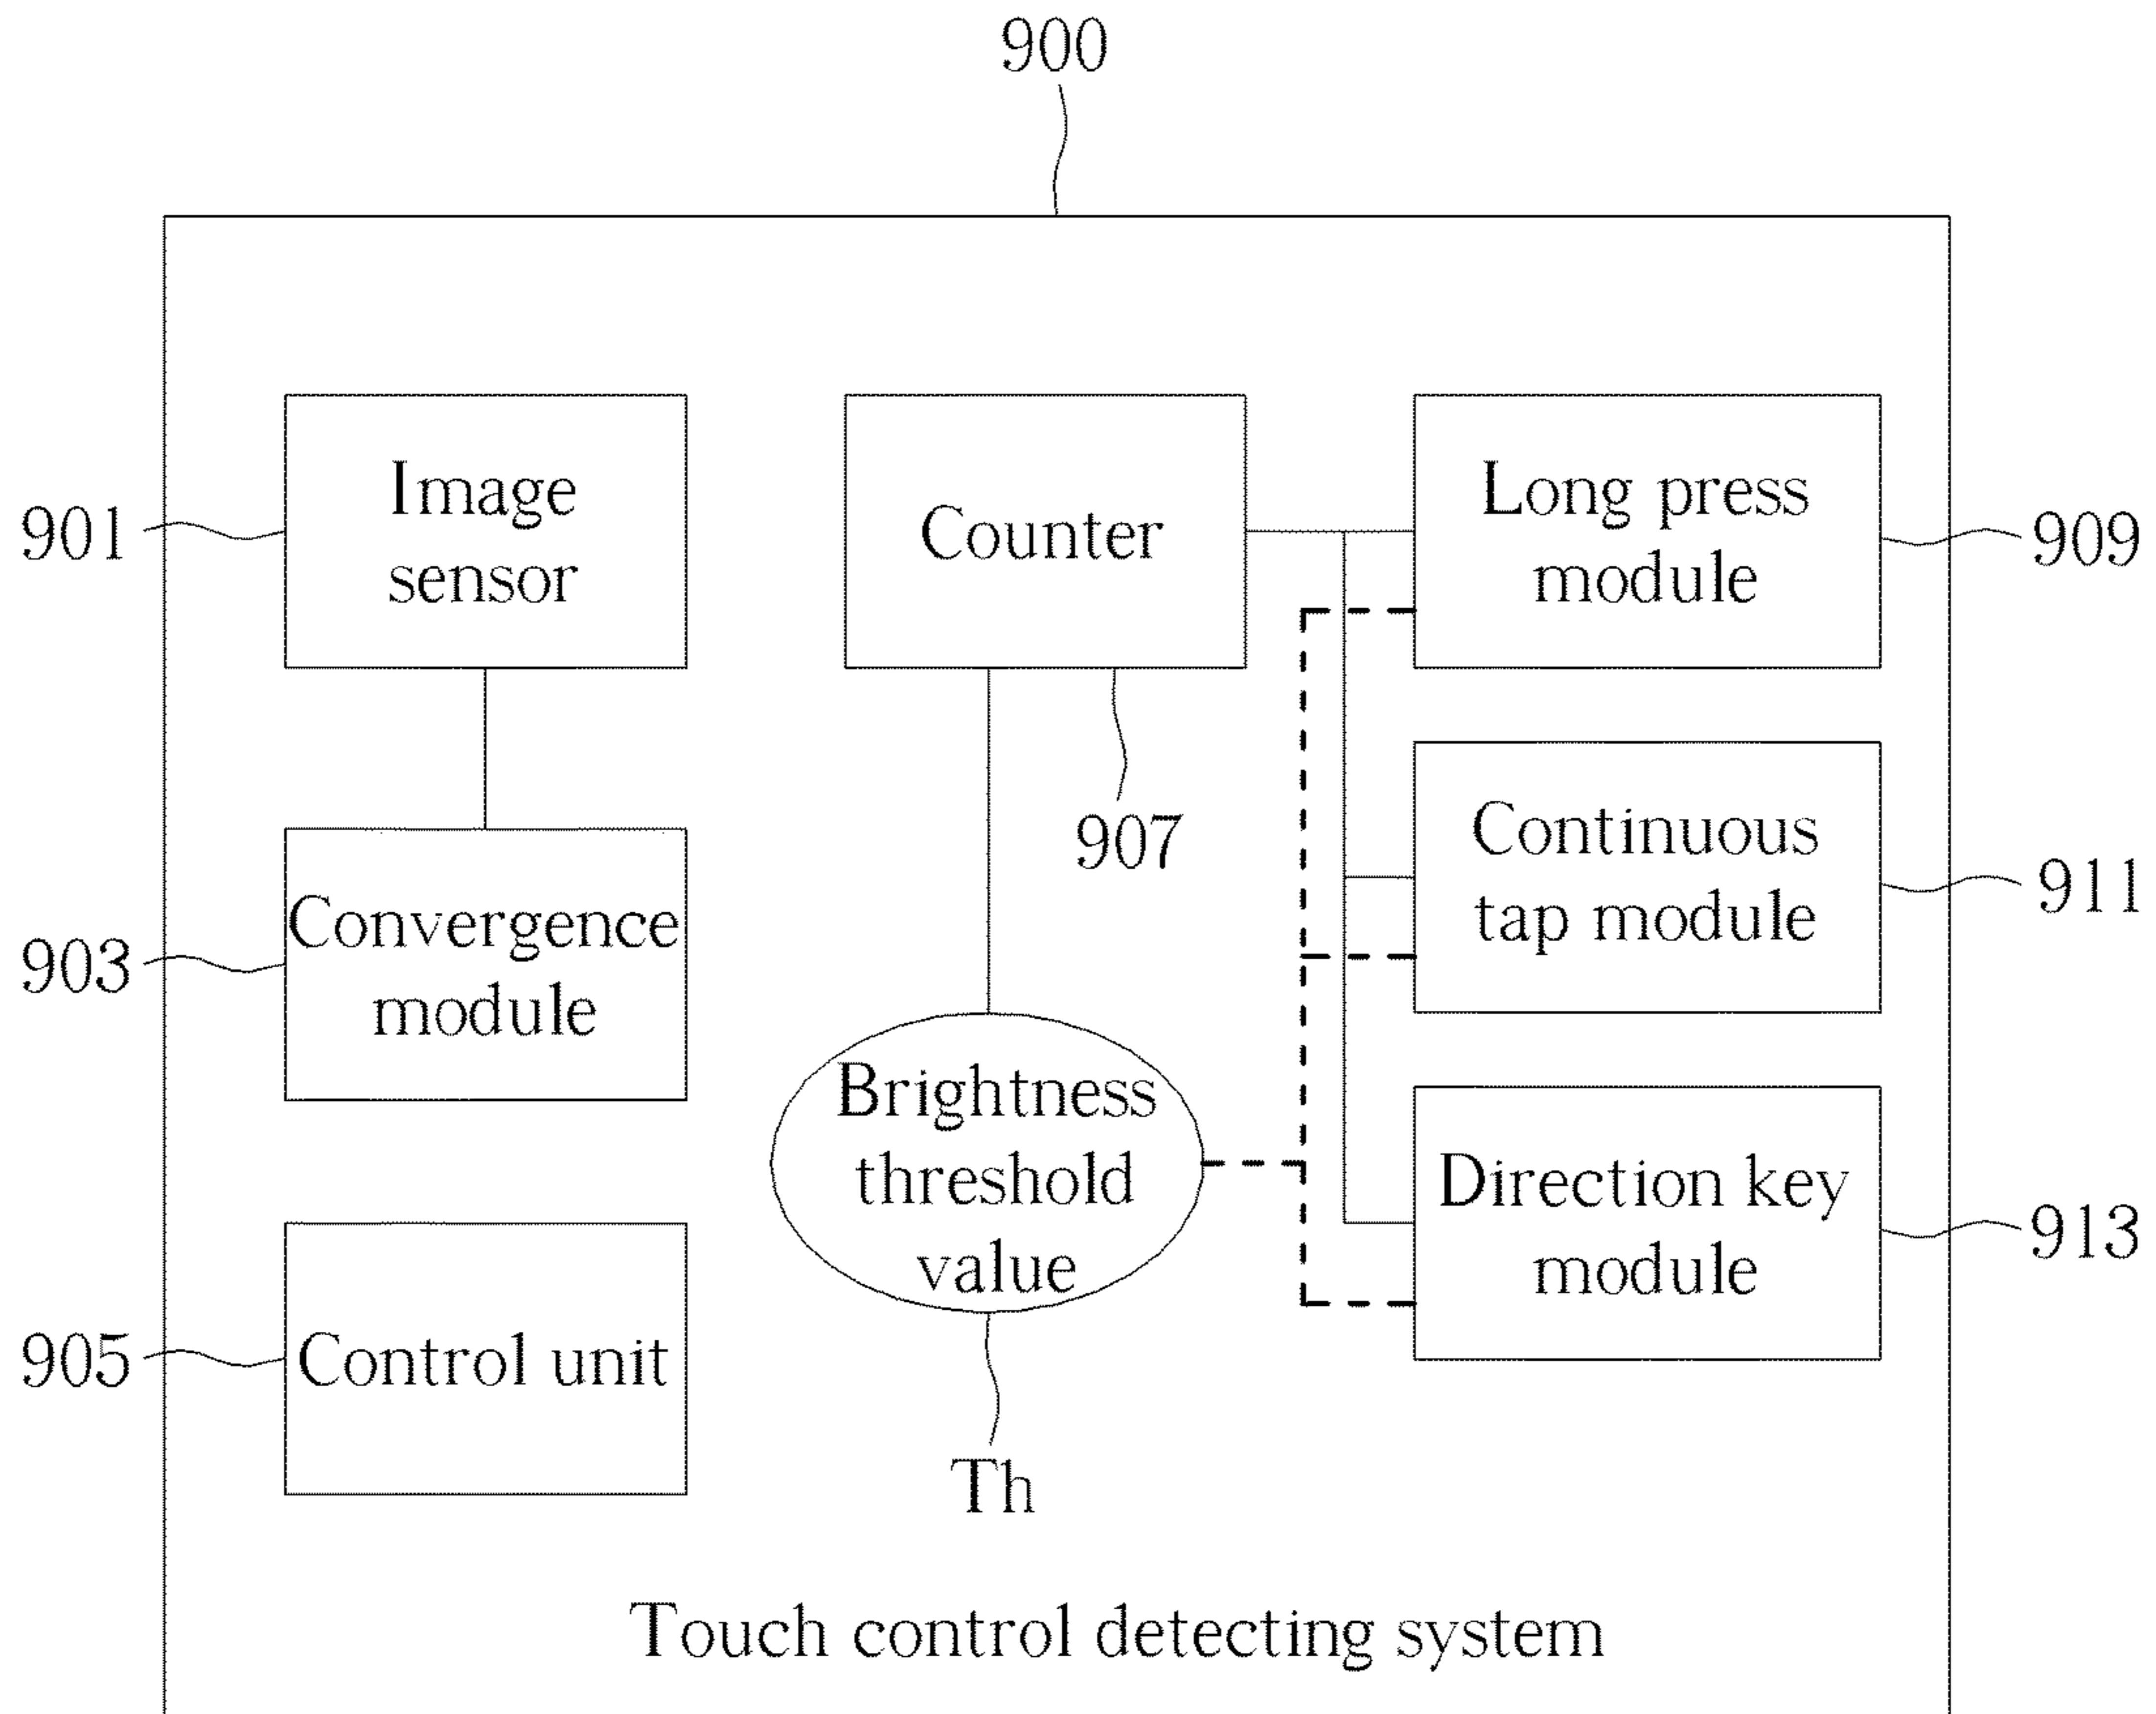 900
Image
sensor
901
Counter
Long press
module
909
907
Convergence
module
903
Continuous
tap module
911
Brightness
threshold
value
Direction key
module
913
905
Control unit
Th
Touch control detecting system